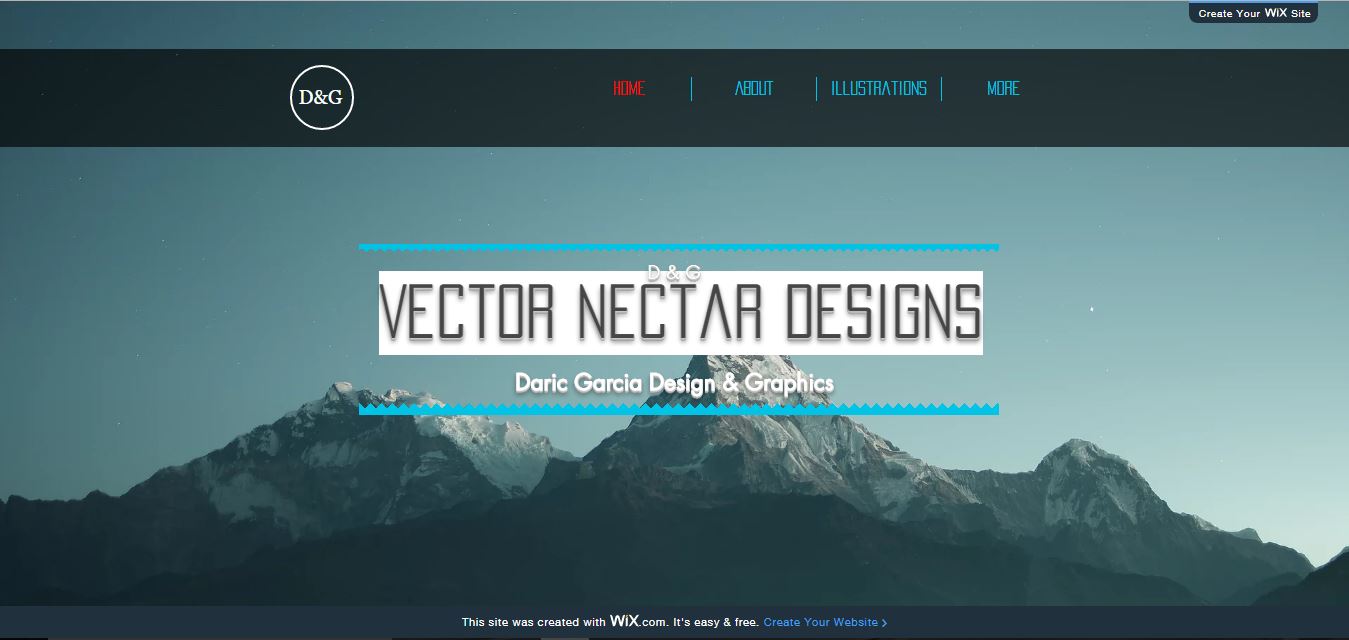 Create Your WiX Site
D&G
HOME
ABOUT
ILLUSTRATIONS
MORE
D & G
VECTOR NECTAR DESIGNS
Daric Garcia Design & Graphics
This site was created with WiX.com. It's easy & free. Create Your Website >